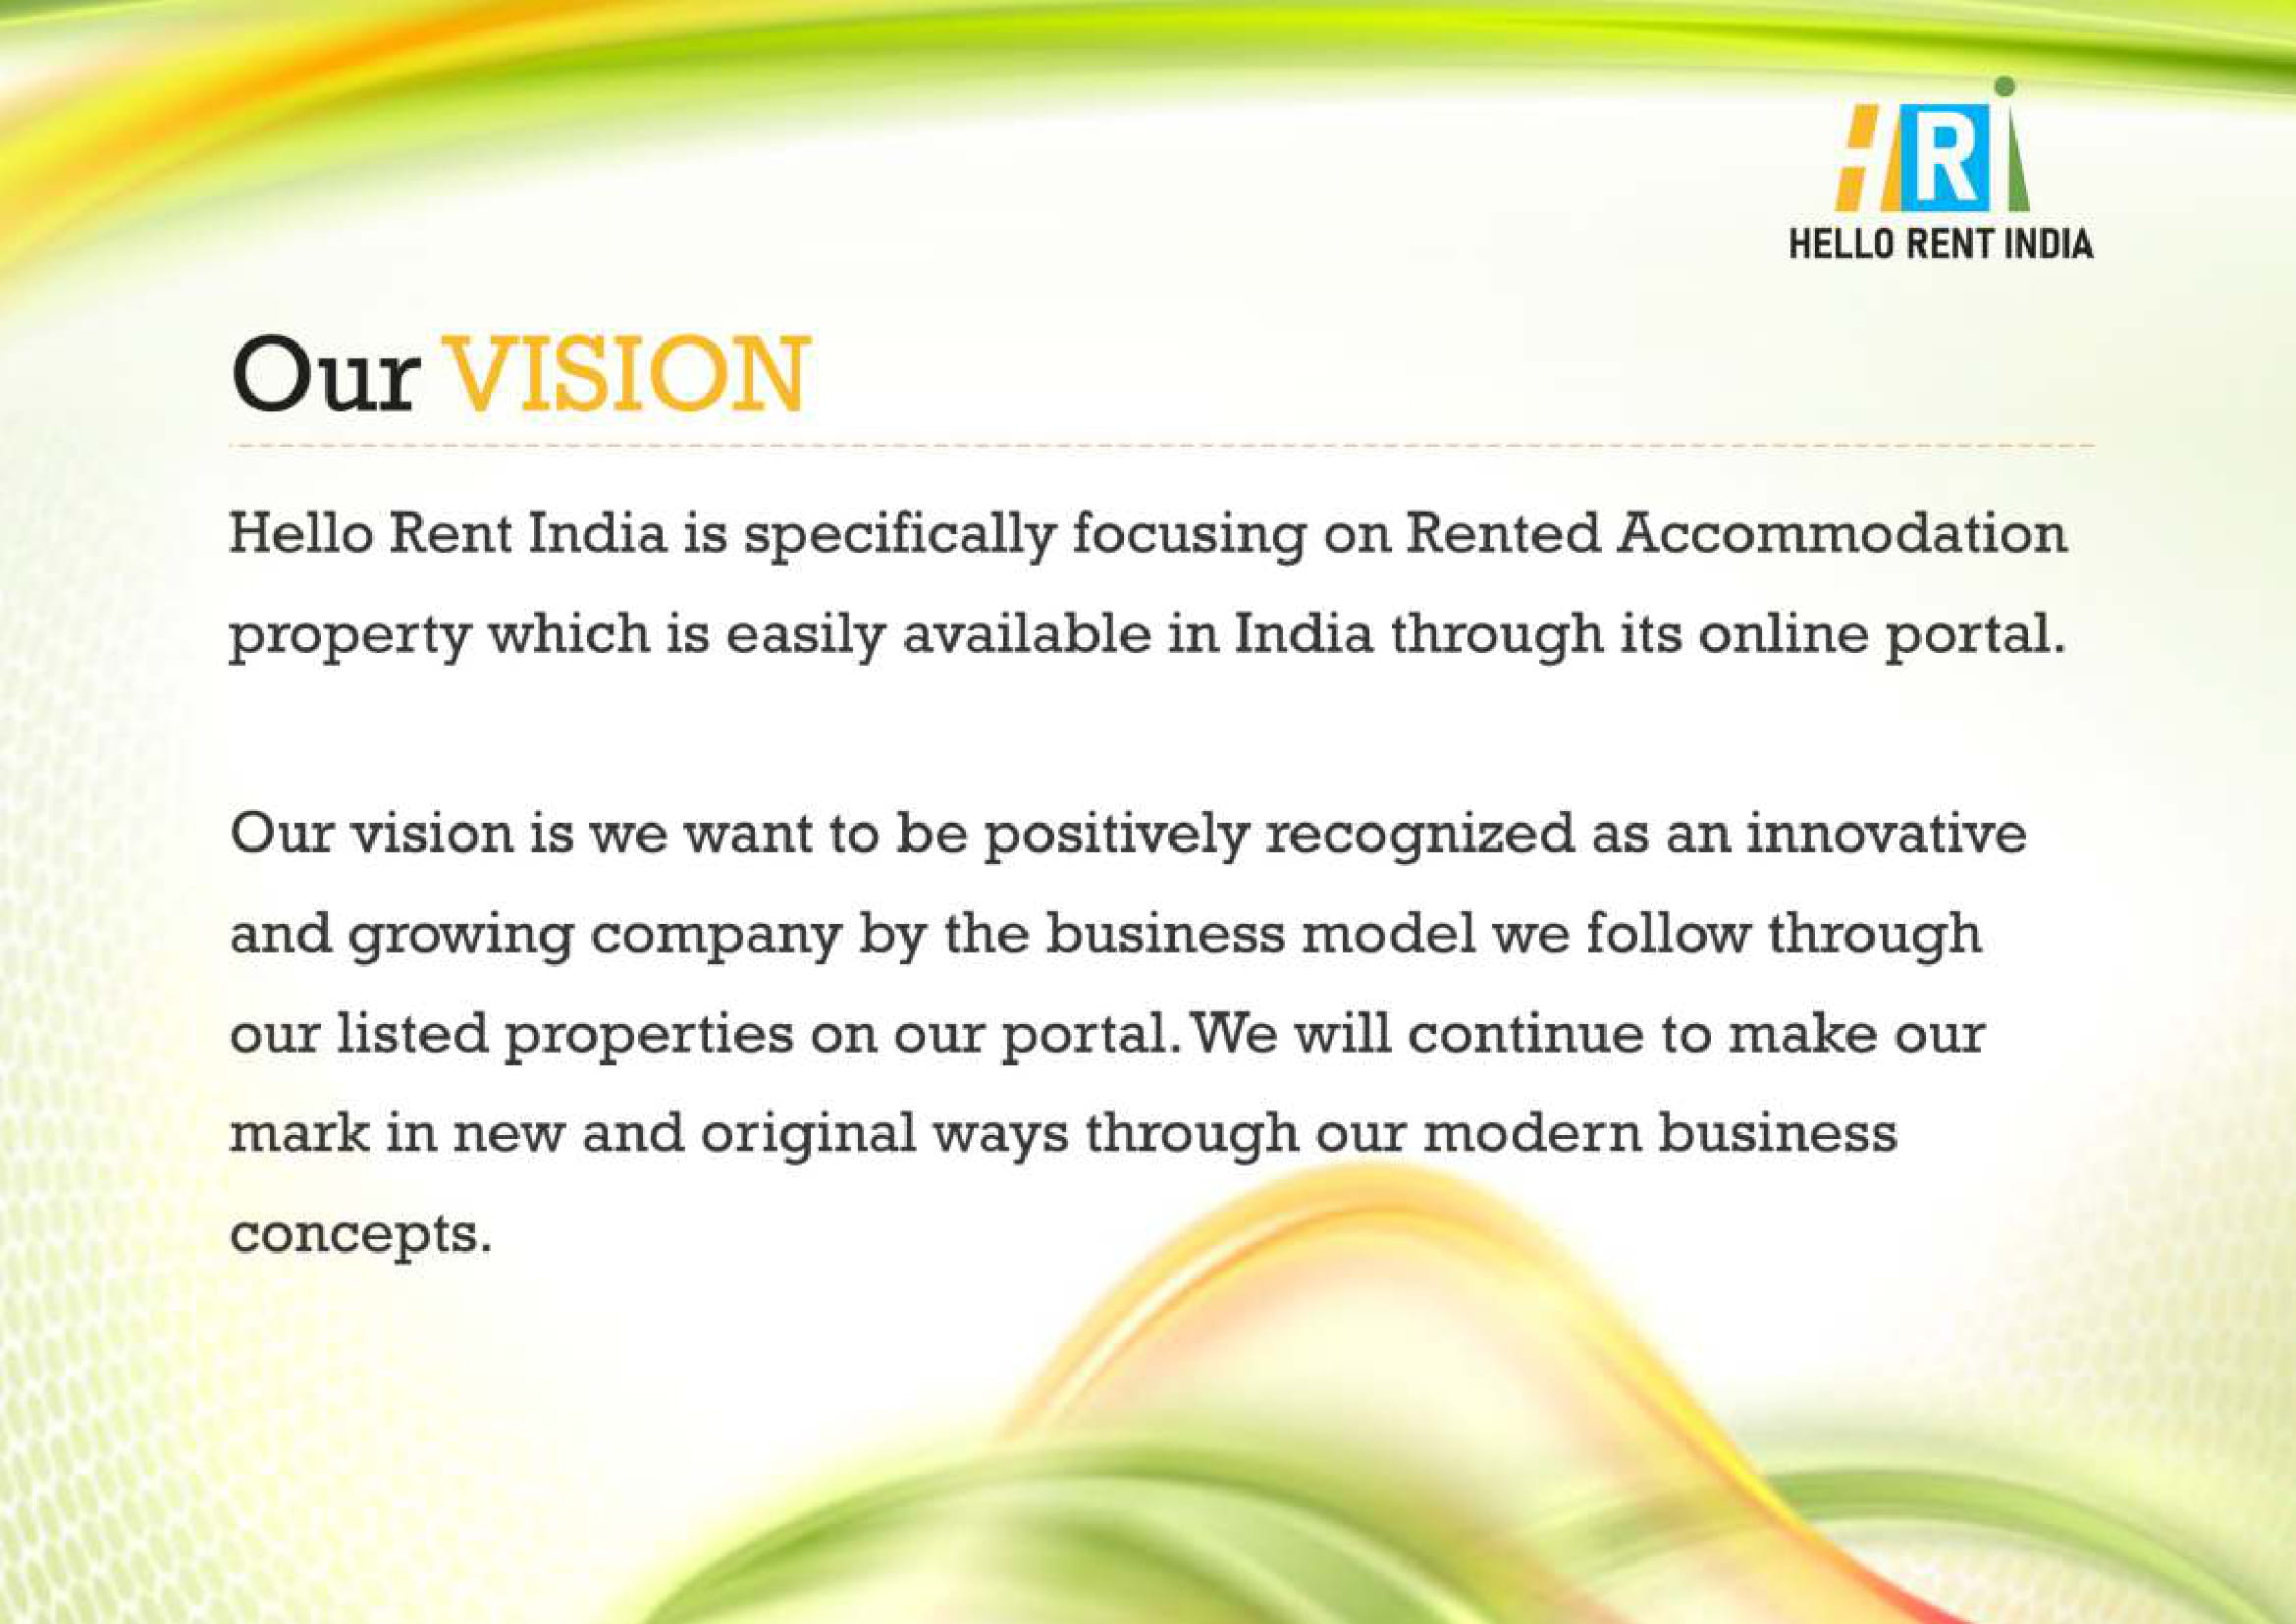 HRi
HELLO RENT INDIA
Our VISION
Hello Rent India is specifically focusing on Rented Accommodation
property which is easily available in India through its online portal.
Our vision is we want to be positively recognized as an innovative
and growing company by the business model we follow through
our listed properties on our portal. We will continue to make our
mark in new and original ways through our modern business
concepts.